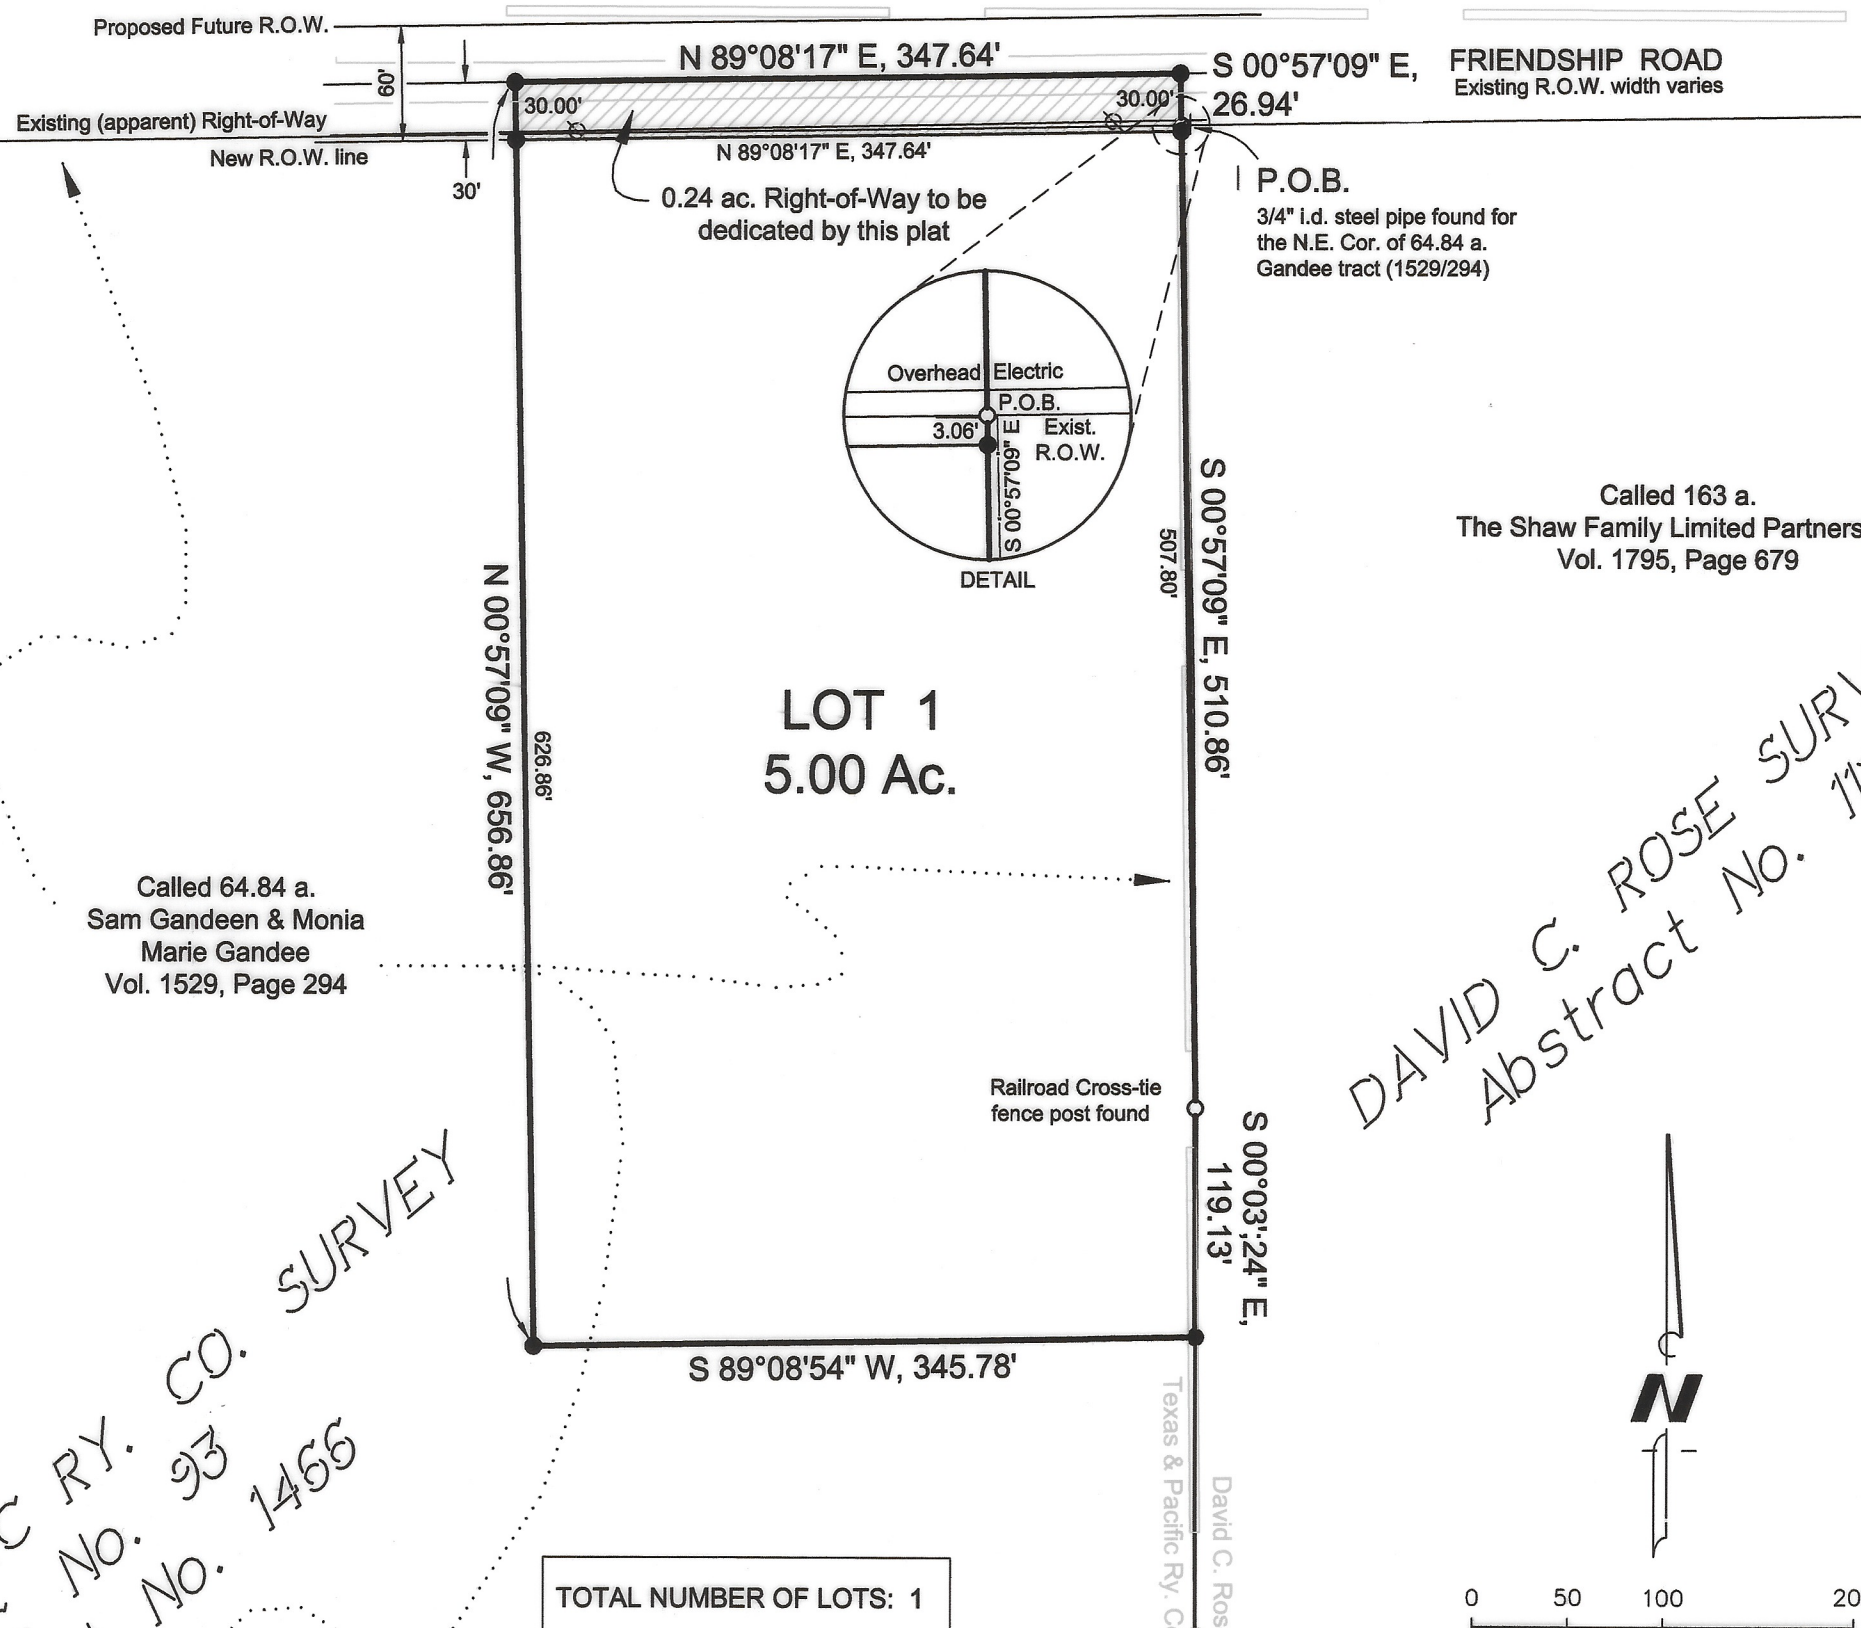 Proposed Future R.O.W.
60'
N 89°08'17" E, 347.64'
S 00°57'09" E,
26.94'
FRIENDSHIP ROAD
Existing R.O.W. width varies
30.00'
30.00'
Existing (apparent) Right-of-Way
New R.O.W. line
30'
N 89°08'17" E, 347.64'
0.24 ac. Right-of-Way to be
dedicated by this plat
P.O.B.
3/4" i.d. steel pipe found for
the N.E. Cor. of 64.84 a.
Gandee tract (1529/294)
Overhead Electric
P.O.B.
3.06'
Exist.
R.O.W.
S 00°57'09" E
DETAIL
S 00°57'09" E, 510.86'
507.80'
Called 163 a.
The Shaw Family Limited Partners
Vol. 1795, Page 679
N 00°57'09" W, 656.86'
626.86'
LOT 1
5.00 Ac.
DAVID C. ROSE SURV
Abstract No. 11
Called 64.84 a.
Sam Gandeen & Monia
Marie Gandee
Vol. 1529, Page 294
Railroad Cross-tie
fence post found
S 00°03';24" E,
119.13'
S 89°08'54" W, 345.78'
C RY. CO. SURVEY
No. 93
No. 1466
Texas & Pacific Ry. C
David C. Ros
N
TOTAL NUMBER OF LOTS: 1
0 50 100 20